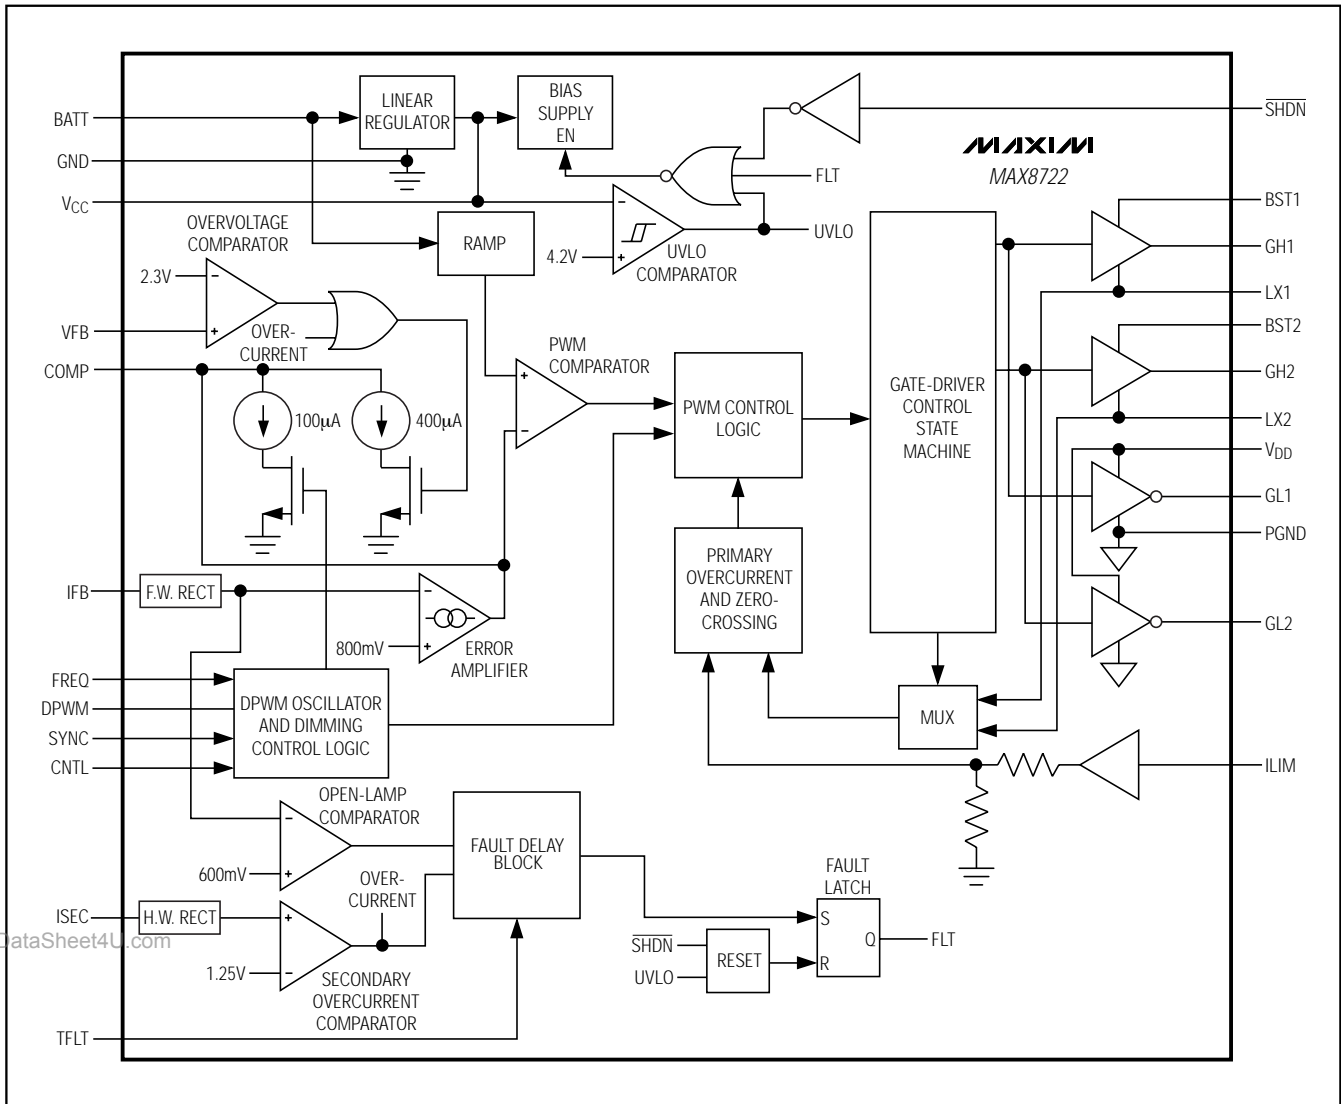 BATT
GND
VCC
OVERVOLTAGE
COMPARATOR
2.3V
VFB
OVER-
CURRENT
COMP
100μA
400μA
IFB
F.W. RECT
800mV
ERROR
AMPLIFIER
FREQ
DPWM
SYNC
CNTL
DPWM OSCILLATOR
AND DIMMING
CONTROL LOGIC
OPEN-LAMP
COMPARATOR
600mV
ISEC
H.W. RECT
OVER-
CURRENT
1.25V
SECONDARY
OVERCURRENT
COMPARATOR
TFLT
DataSheet4U.com
LINEAR
REGULATOR
BIAS
SUPPLY
EN
RAMP
4.2V
UVLO
COMPARATOR
FLT
UVLO
PWM
COMPARATOR
PWM CONTROL
LOGIC
PRIMARY
OVERCURRENT
AND ZERO-
CROSSING
FAULT DELAY
BLOCK
SHDN
UVLO
RESET
FAULT
LATCH
S
R
Q
FLT
MAXIM
MAX8722
GATE-DRIVER
CONTROL
STATE
MACHINE
MUX
SHDN
BST1
GH1
LX1
BST2
GH2
LX2
VDD
GL1
PGND
GL2
ILIM